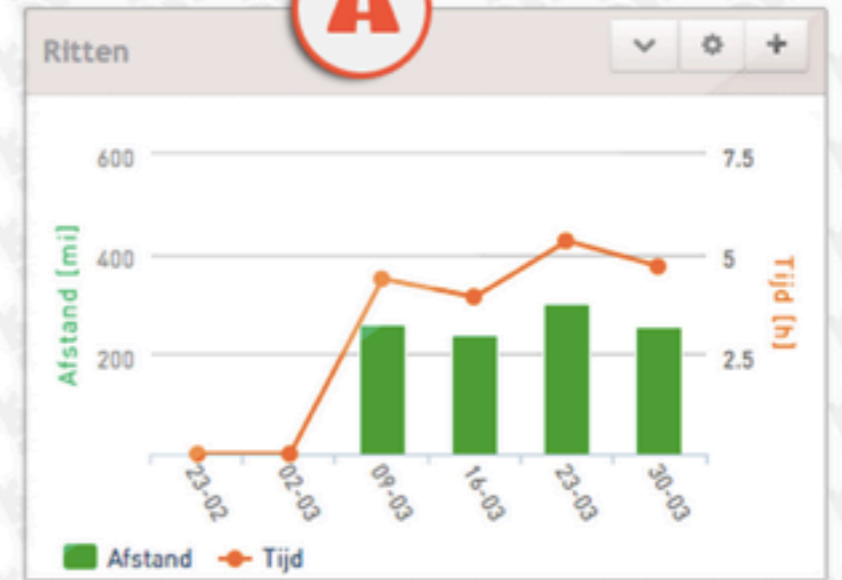 Ritten
600
7.5
400
5
200
2.5
Afstand [mi]
Tijd [h]
23-02
02-03
09-03
16-03
23-03
30-03
Afstand
Tijd